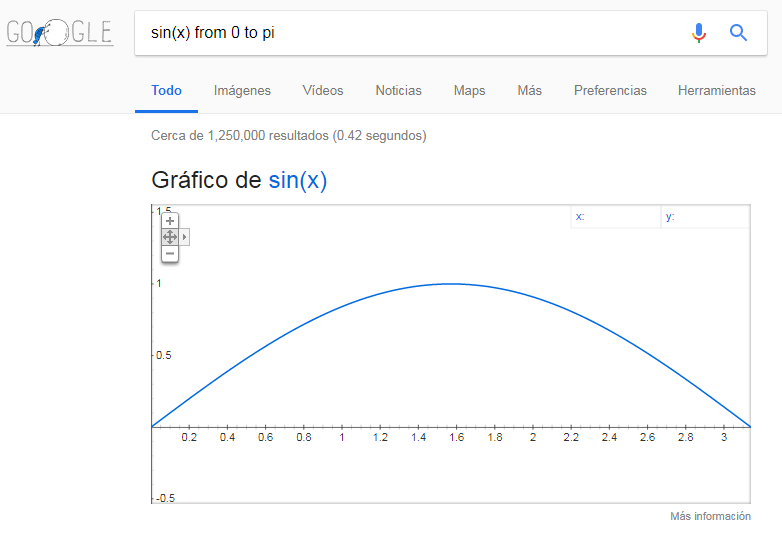 GOOGLE
sin(x) from 0 to pi
Todo Imágenes Vídeos Noticias Maps Más Preferencias Herramientas
Cerca de 1,250,000 resultados (0.42 segundos)
Gráfico de sin(x)
1.5 x: y:
1
0.5
0.2 0.4 0.6 0.8 1 1.2 1.4 1.6 1.8 2 2.2 2.4 2.6 2.8 3
-0.5
Más información